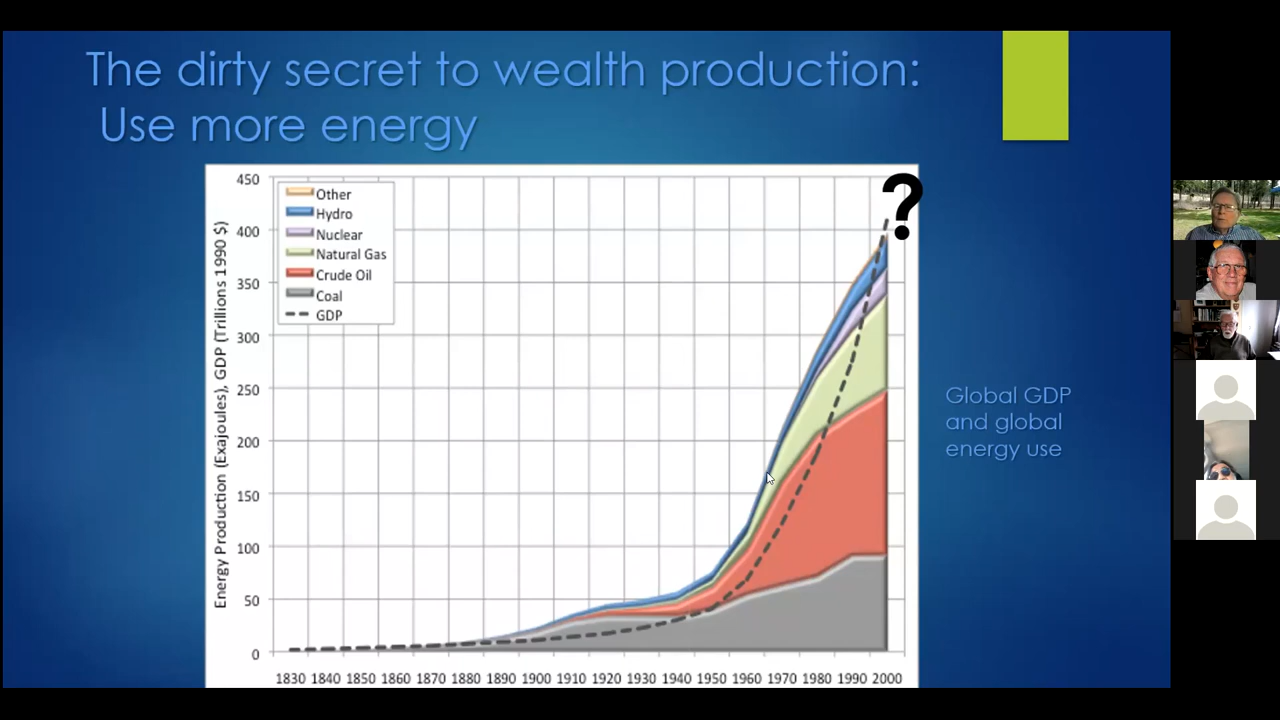 The dirty secret to wealth production:
Use more energy
?
450
400
350
300
250
200
150
100
50
0
Energy Production (Exajoules), GDP (Trillions 1990 $)
Other
Hydro
Nuclear
Natural Gas
Crude Oil
Coal
GDP
1830 1840 1850 1860 1870 1880 1890 1900 1910 1920 1930 1940 1950 1960 1970 1980 1990 2000
Global GDP
and global
energy use